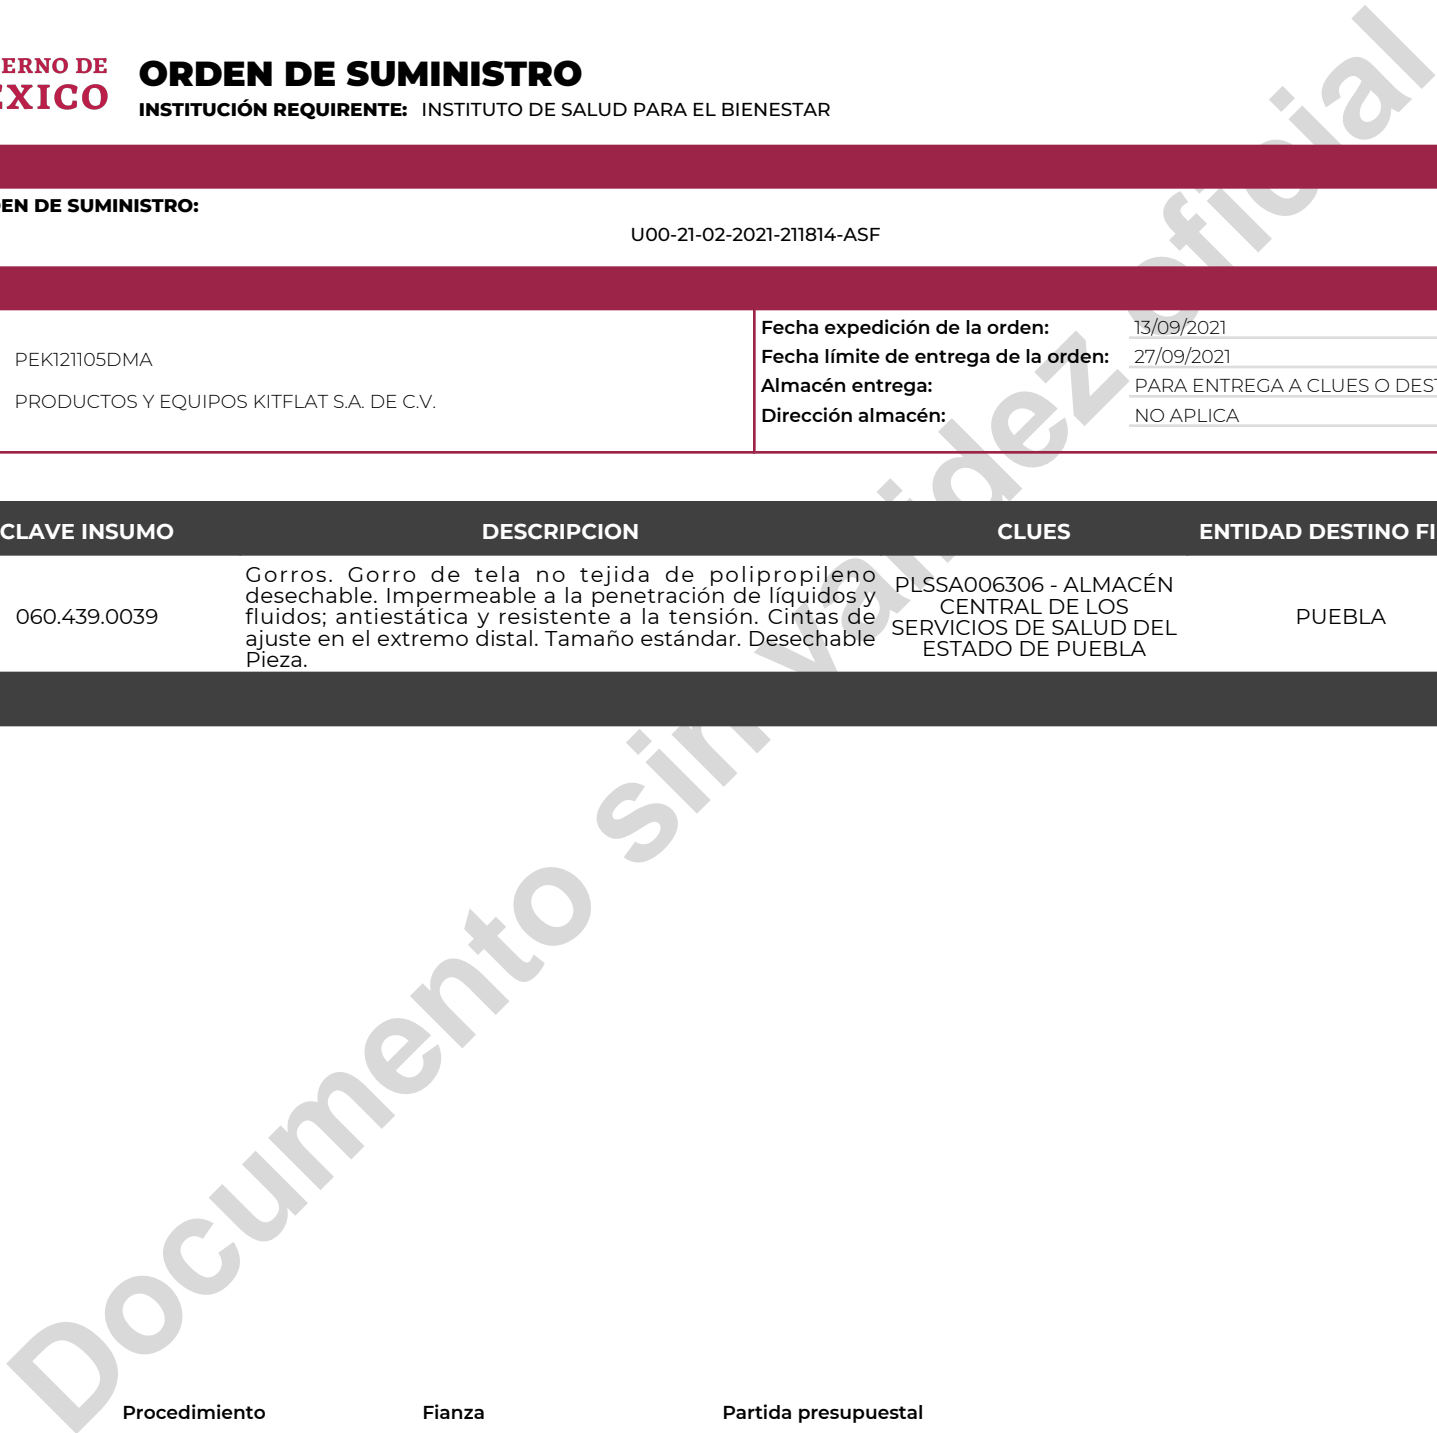 ERNO DE
EXICO
ORDEN DE SUMINISTRO
INSTITUCIÓN REQUIRENTE: INSTITUTO DE SALUD PARA EL BIENESTAR
EN DE SUMINISTRO:
U00-21-02-2021-211814-ASF
PEK121105DMA
PRODUCTOS Y EQUIPOS KITFLAT S.A. DE C.V.
Fecha expedición de la orden: 13/09/2021
Fecha límite de entrega de la orden: 27/09/2021
Almacén entrega: PARA ENTREGA A CLUES O DEST
Dirección almacén: NO APLICA
CLAVE INSUMO DESCRIPCION CLUES ENTIDAD DESTINO FI
060.439.0039
Gorros. Gorro de tela no tejida de polipropileno
desechable. Impermeable a la penetración de líquidos y
fluidos; antiestática y resistente a la tensión. Cintas de
ajuste en el extremo distal. Tamaño estándar. Desechable
Pieza.
PLSSA006306 - ALMACÉN
CENTRAL DE LOS
SERVICIOS DE SALUD DEL
ESTADO DE PUEBLA
PUEBLA
Documento sin validez oficial
Procedimiento Fianza Partida presupuestal